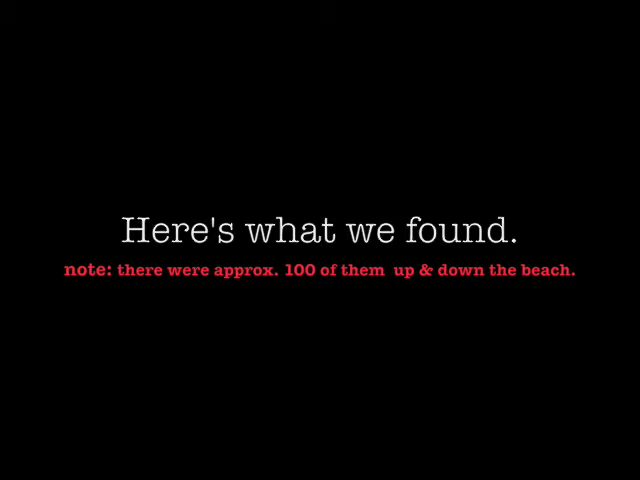 Here's what we found.
note: there were approx. 100 of them up & down the beach.